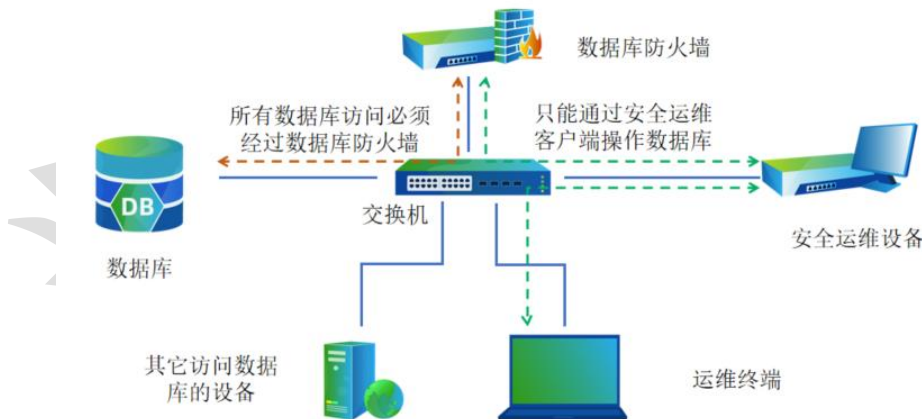 数据库防火墙
所有数据库访问必须
经过数据库防火墙
只能通过安全运维
客户端操作数据库
DB
交换机
安全运维设备
数据库
其它访问数据
库的设备
运维终端